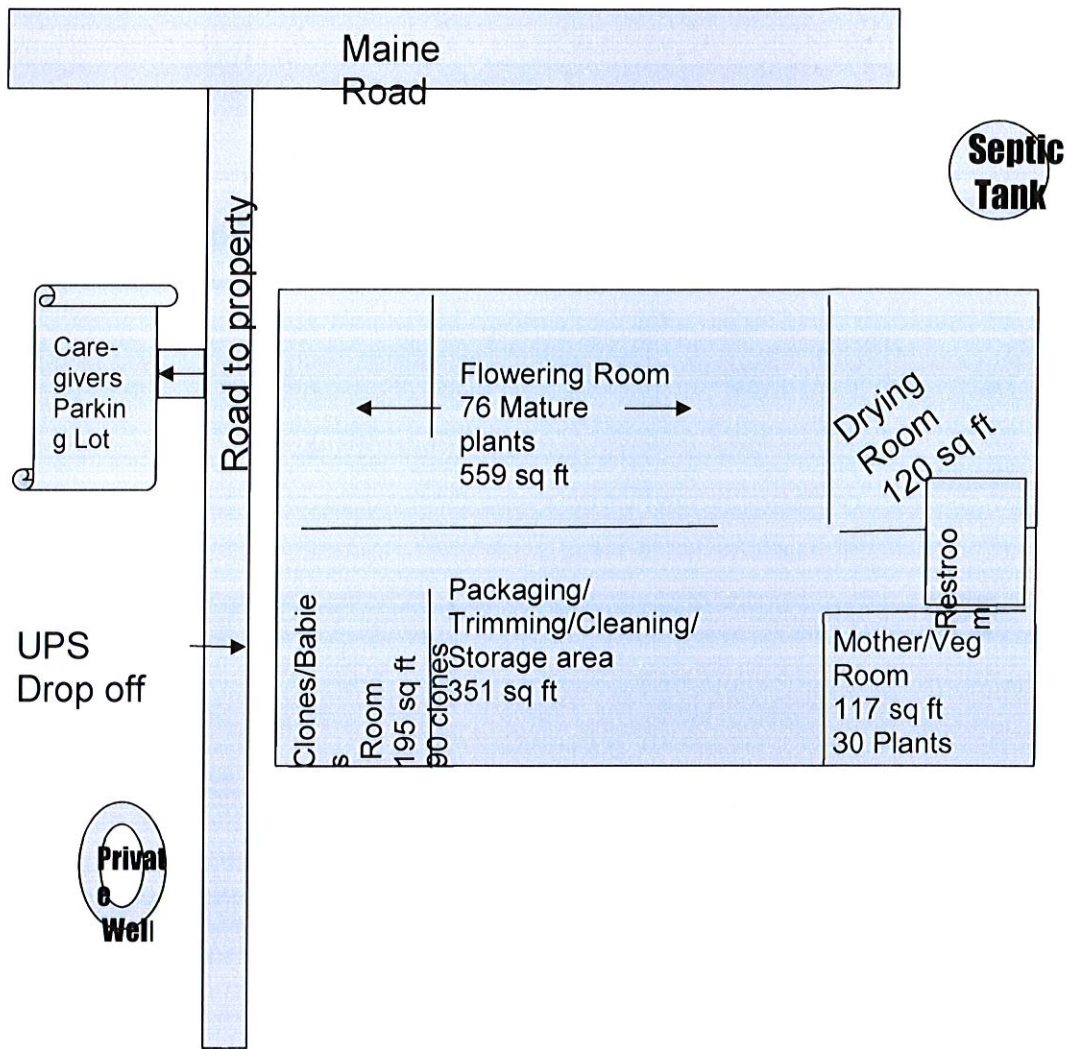 Maine
Road
Septic
Tank
Road to property
Care-
givers
Parkin
g Lot
Flowering Room
76 Mature
plants
559 sq ft
Drying
Room
120 sq ft
Restroo
m
UPS
Drop off
Clones/Babie
s
Room
195 sq ft
90 clones
Packaging/
Trimming/Cleaning/
Storage area
351 sq ft
Mother/Veg
Room
117 sq ft
30 Plants
Privat
e
Well